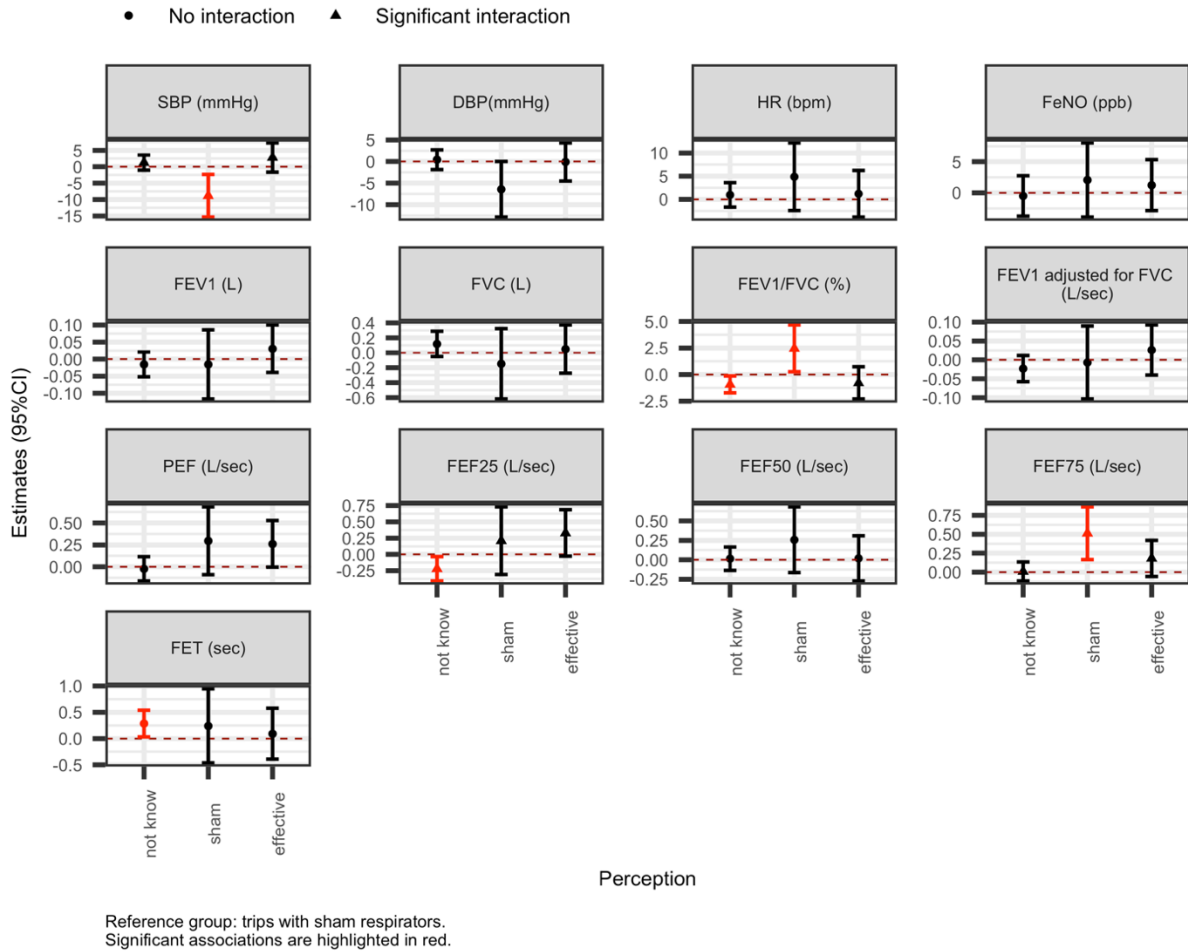 No interaction Significant interaction
SBP (mmHg) DBP(mmHg) HR (bpm) FeNO (ppb)
5 5 10 5
0 0 5 0
-5 -5 0
-10 -10
-15
FEV1 (L) FVC (L) FEV1/FVC (%) FEV1 adjusted for FVC
(L/sec)
0.10 0.4 5.0 0.10
0.05 0.2 2.5 0.05
0.00 0.0 0.0 0.00
-0.05 -0.2 -2.5 -0.05
-0.10 -0.4 -0.10
-0.6
Estimates (95%CI)
PEF (L/sec) FEF25 (L/sec) FEF50 (L/sec) FEF75 (L/sec)
0.50 0.75 0.50 0.75
0.25 0.50 0.25 0.50
0.00 0.25 0.00 0.25
0.00 -0.25 0.00
-0.25
not know sham effective not know sham effective not know sham effective
FET (sec)
1.0
0.5
0.0
-0.5
not know sham effective
Perception
Reference group: trips with sham respirators.
Significant associations are highlighted in red.